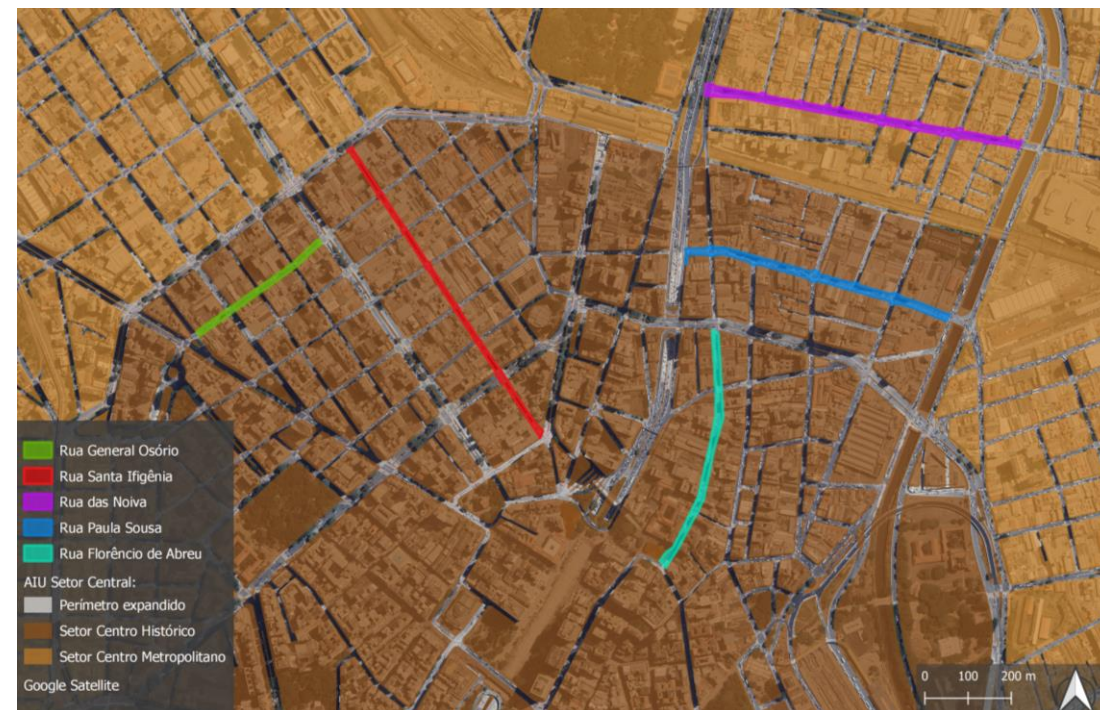 Rua General Osório
Rua Santa Ifigênia
Rua das Noiva
Rua Paula Sousa
Rua Florêncio de Abreu
AIU Setor Central:
Perímetro expandido
Setor Centro Histórico
Setor Centro Metropolitano
Google Satellite
0 100 200 m